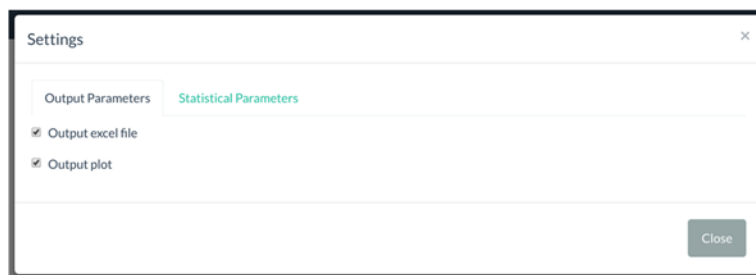 Settings
×
Output Parameters
Statistical Parameters
Output excel file
Output plot
Close